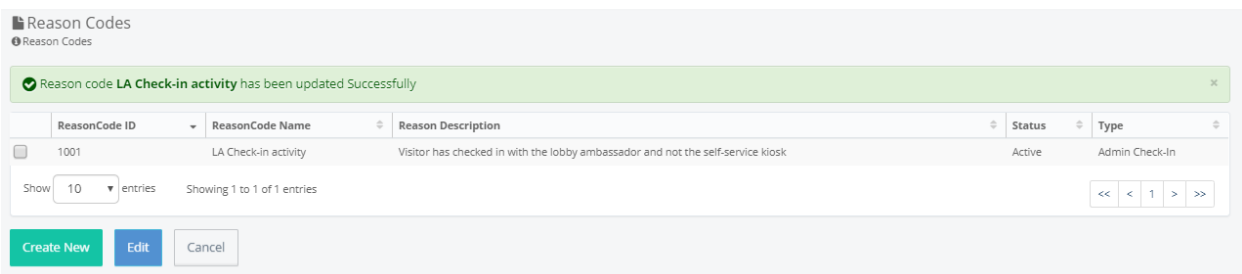 Reason Codes
Reason Codes
Reason code LA Check-in activity has been updated Successfully ×
ReasonCode ID ReasonCode Name Reason Description Status Type
1001 LA Check-in activity Visitor has checked in with the lobby ambassador and not the self-service kiosk Active Admin Check-In
Show 10 entries Showing 1 to 1 of 1 entries << < 1 > >>
Create New Edit Cancel